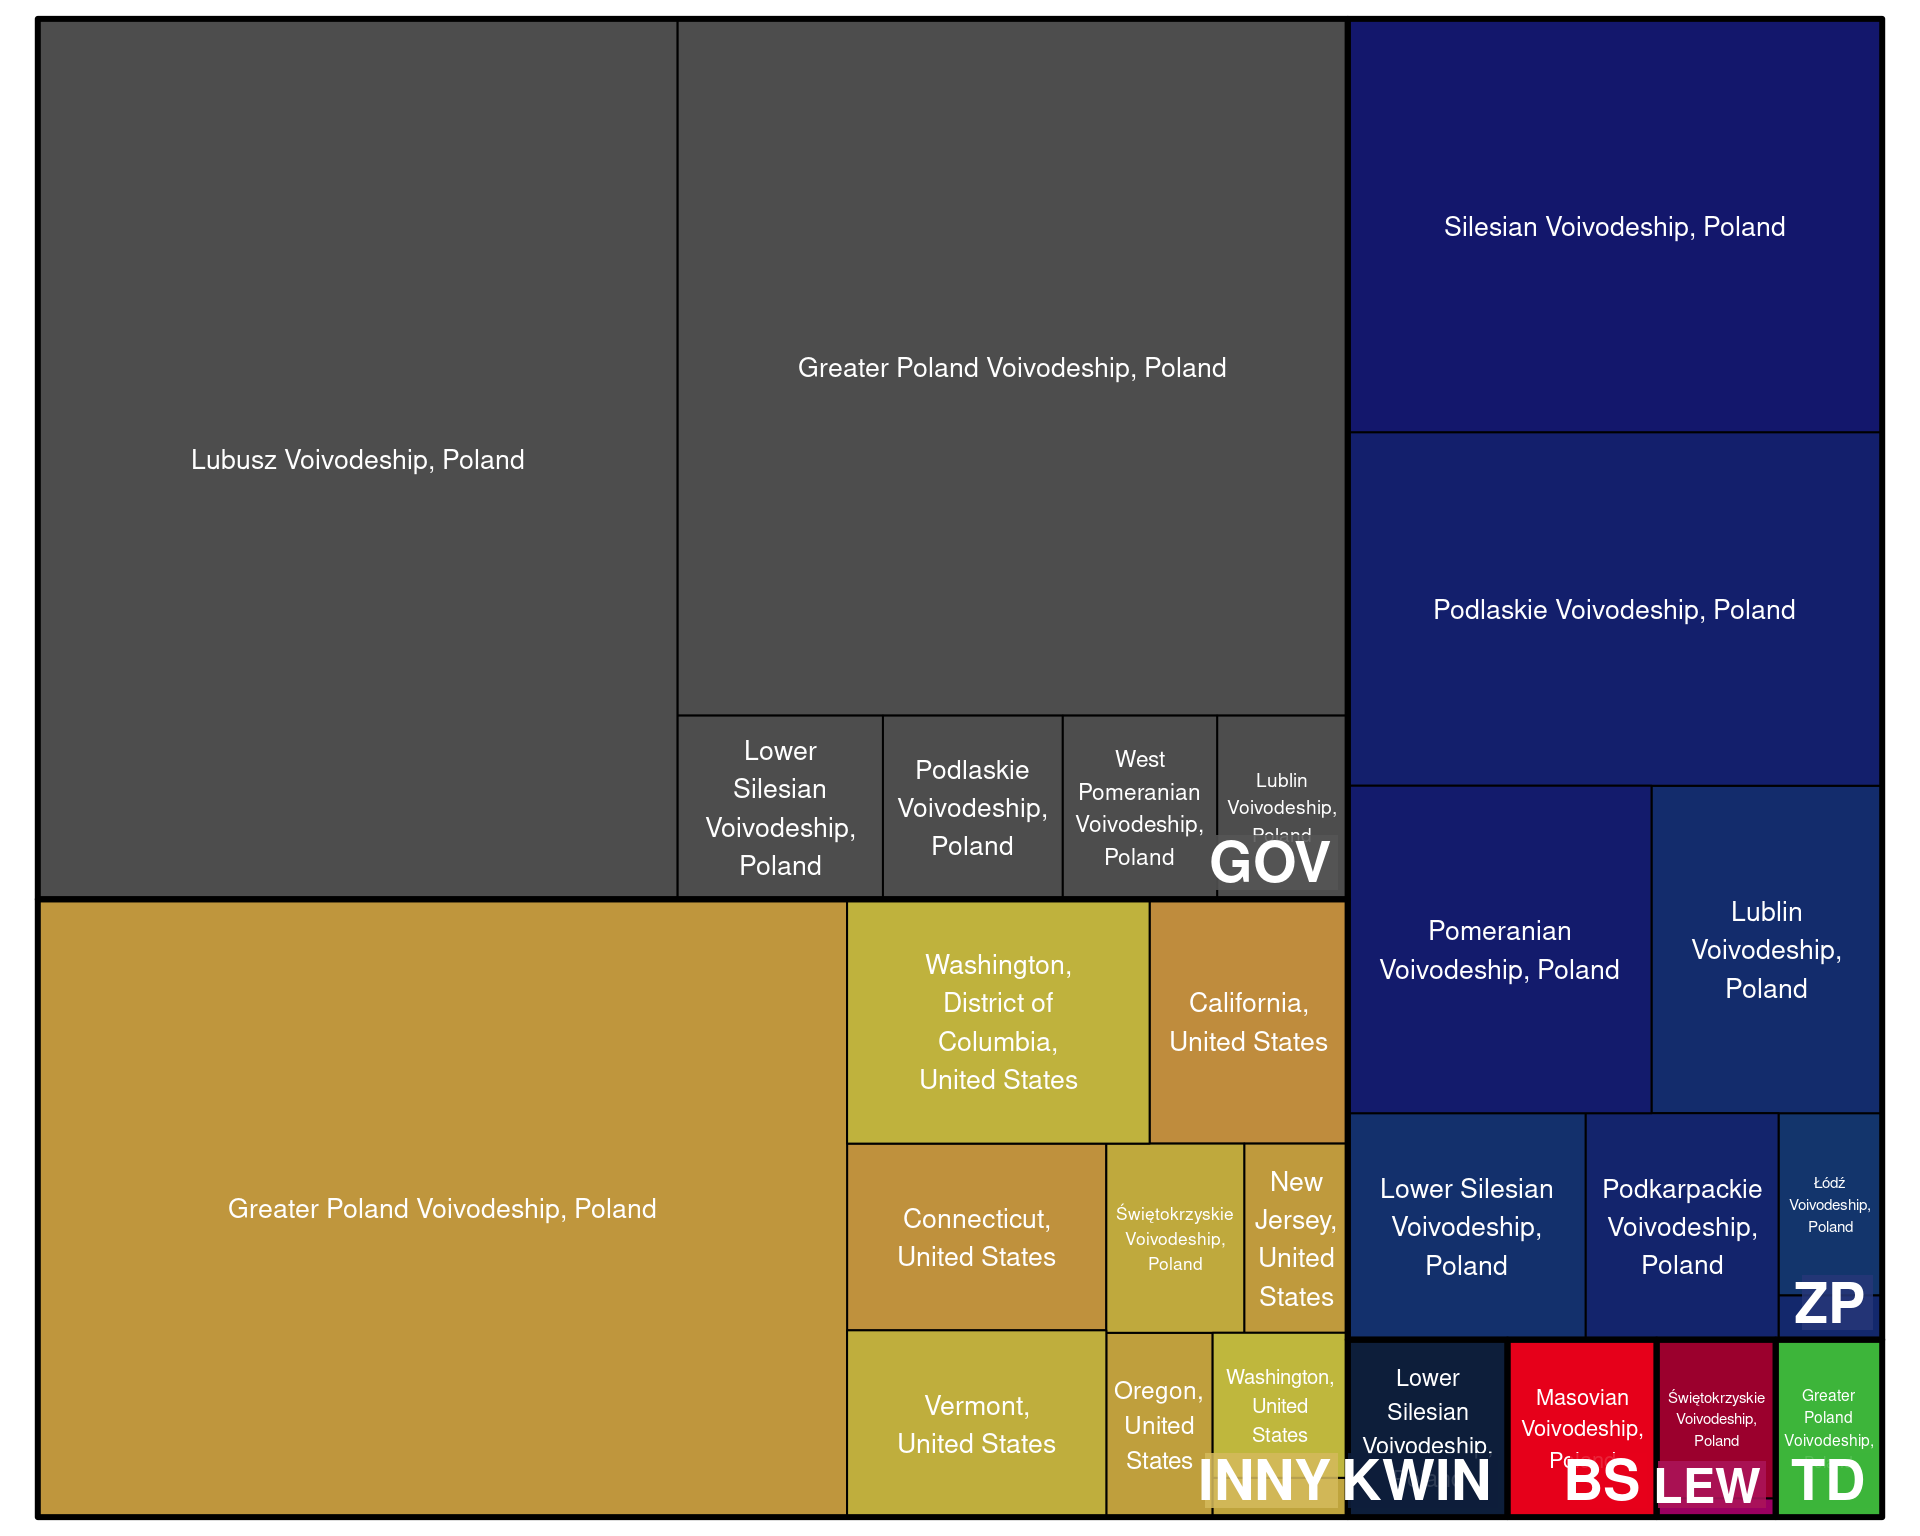 Lubusz Voivodeship, Poland
Greater Poland Voivodeship, Poland
Lower
Silesian
Voivodeship,
Poland
Podlaskie
Voivodeship,
Poland
West
Pomeranian
Voivodeship,
Poland
Lublin
Voivodeship,
Poland
GOV
Greater Poland Voivodeship, Poland
Washington,
District of
Columbia,
United States
California,
United States
Connecticut,
United States
Świętokrzyskie
Voivodeship,
Poland
New
Jersey,
United
States
Vermont,
United States
Oregon,
United
States
Washington,
United
States
INNY
Silesian Voivodeship, Poland
Podlaskie Voivodeship, Poland
Pomeranian
Voivodeship, Poland
Lublin
Voivodeship,
Poland
Lower Silesian
Voivodeship,
Poland
Podkarpackie
Voivodeship,
Poland
Łódź
Voivodeship,
Poland
ZP
Lower
Silesian
Voivodeship,
KWIN
Masovian
Voivodeship,
BS
Świętokrzyskie
Voivodeship,
Poland
LEW
Greater
Poland
Voivodeship,
TD